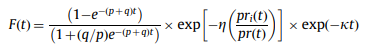 F(t) = (1−e^{−(p+q)t}) / (1+(q/p)e^{−(p+q)t}) × exp[−η(pr_i(t)/pr(t))] × exp(−κt)